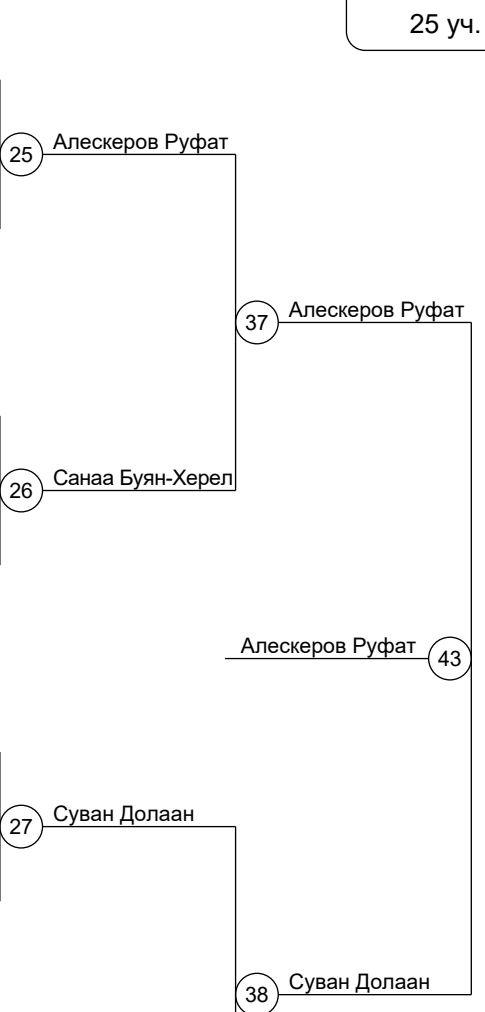 25 уч.
Алескеров Руфат
25
Алескеров Руфат
37
Санаа Буян-Херел
26
Алескеров Руфат
43
Суван Долаан
27
Суван Долаан
38